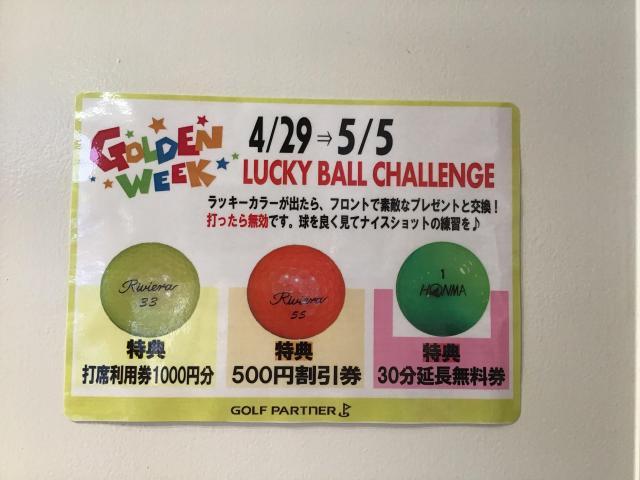 GOLDEN
WEEK
4/29⇒5/5
LUCKY BALL CHALLENGE
ラッキーカラーが出たら、フロントで素敵なプレゼントと交換！
打ったら無効です。球を良く見てナイスショットの練習を♪
Riviera
33
特典
打席利用券1000円分
Riviera
55
特典
500円割引券
1
HONMA
特典
30分延長無料券
GOLF PARTNER